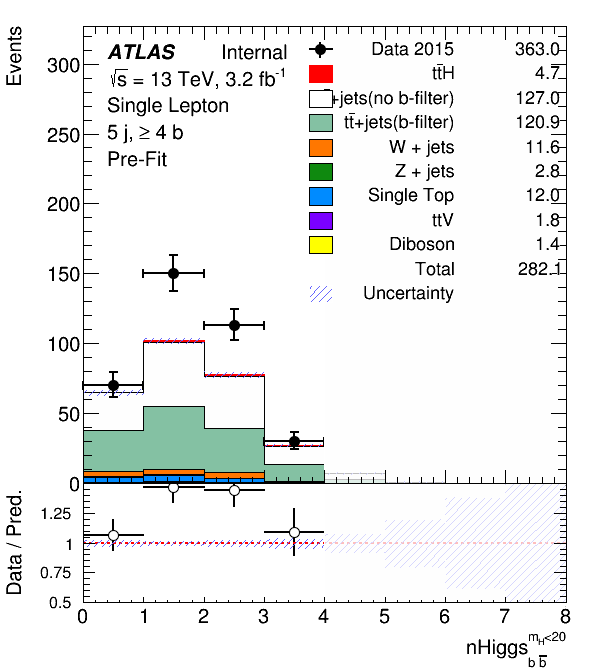 Events
ATLAS Internal
√s = 13 TeV, 3.2 fb⁻¹
Single Lepton
5 j, ≥ 4 b
Pre-Fit
Data 2015 363.0
tt̄H 4.7
+jets(no b-filter) 127.0
tt̄+jets(b-filter) 120.9
W + jets 11.6
Z + jets 2.8
Single Top 12.0
ttV 1.8
Diboson 1.4
Total 282.1
Uncertainty
300
250
200
150
100
50
0
Data / Pred.
1.25
1
0.75
0.5
0 1 2 3 4 5 6 7 8
nHiggs m_H<20 b b̄